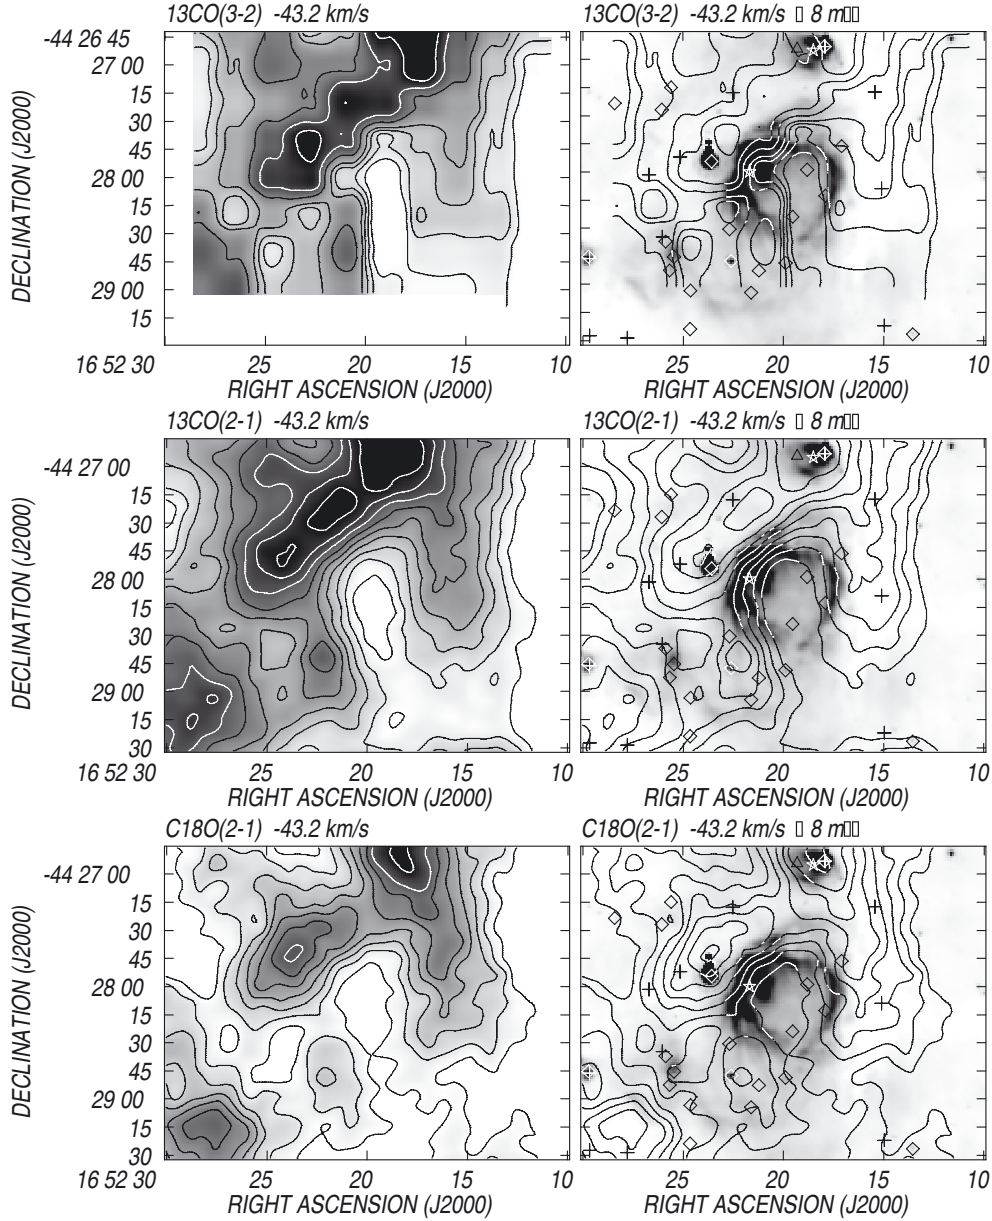 13CO(3-2) -43.2 km/s
13CO(3-2) -43.2 km/s ▯ 8 m▯▯
-44 26 45
27 00
15
30
45
28 00
15
30
45
29 00
15
DECLINATION (J2000)
16 52 30
25
20
15
10
25
20
15
10
RIGHT ASCENSION (J2000)
RIGHT ASCENSION (J2000)
13CO(2-1) -43.2 km/s
13CO(2-1) -43.2 km/s ▯ 8 m▯▯
-44 27 00
15
30
45
28 00
15
30
45
29 00
15
30
DECLINATION (J2000)
16 52 30
25
20
15
10
25
20
15
10
RIGHT ASCENSION (J2000)
RIGHT ASCENSION (J2000)
C18O(2-1) -43.2 km/s
C18O(2-1) -43.2 km/s ▯ 8 m▯▯
-44 27 00
15
30
45
28 00
15
30
45
29 00
15
30
DECLINATION (J2000)
16 52 30
25
20
15
10
25
20
15
10
RIGHT ASCENSION (J2000)
RIGHT ASCENSION (J2000)